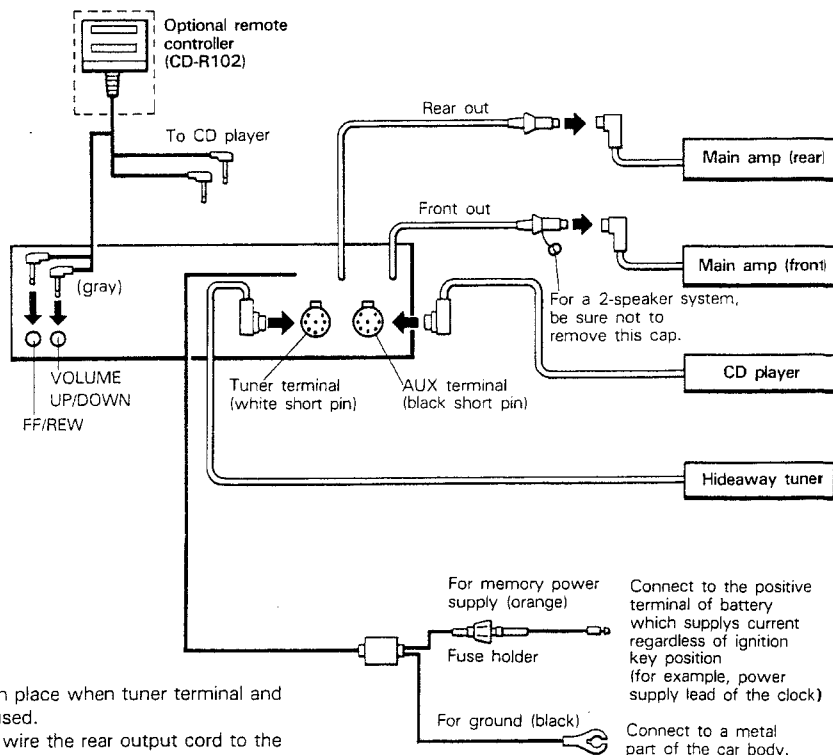 Optional remote
controller
(CD-R102)
To CD player
Rear out
Main amp (rear)
Front out
Main amp (front)
(gray)
For a 2-speaker system,
be sure not to
remove this cap.
VOLUME
UP/DOWN
FF/REW
Tuner terminal
(white short pin)
AUX terminal
(black short pin)
CD player
Hideaway tuner
For memory power
supply (orange)
Fuse holder
Connect to the positive
terminal of battery
which supplys current
regardless of ignition
key position
(for example, power
supply lead of the clock)
n place when tuner terminal and
used.
wire the rear output cord to the
For ground (black)
Connect to a metal
part of the car body.